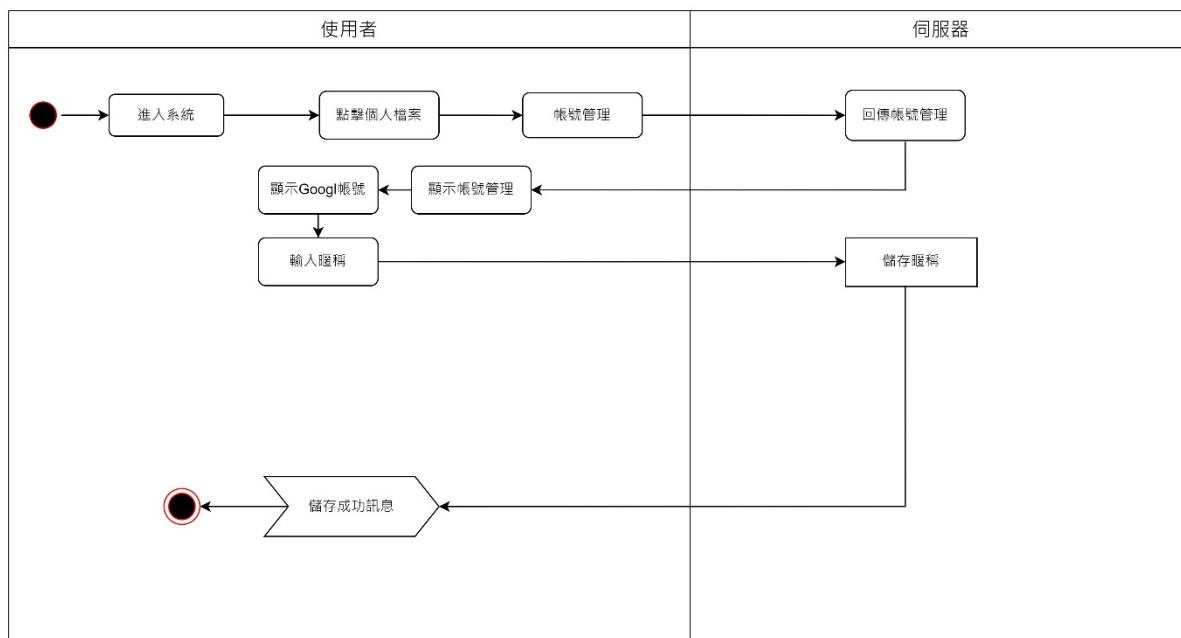 使用者
伺服器
進入系統
點擊個人檔案
帳號管理
回傳帳號管理
顯示Googl帳號
顯示帳號管理
輸入暱稱
儲存暱稱
儲存成功訊息